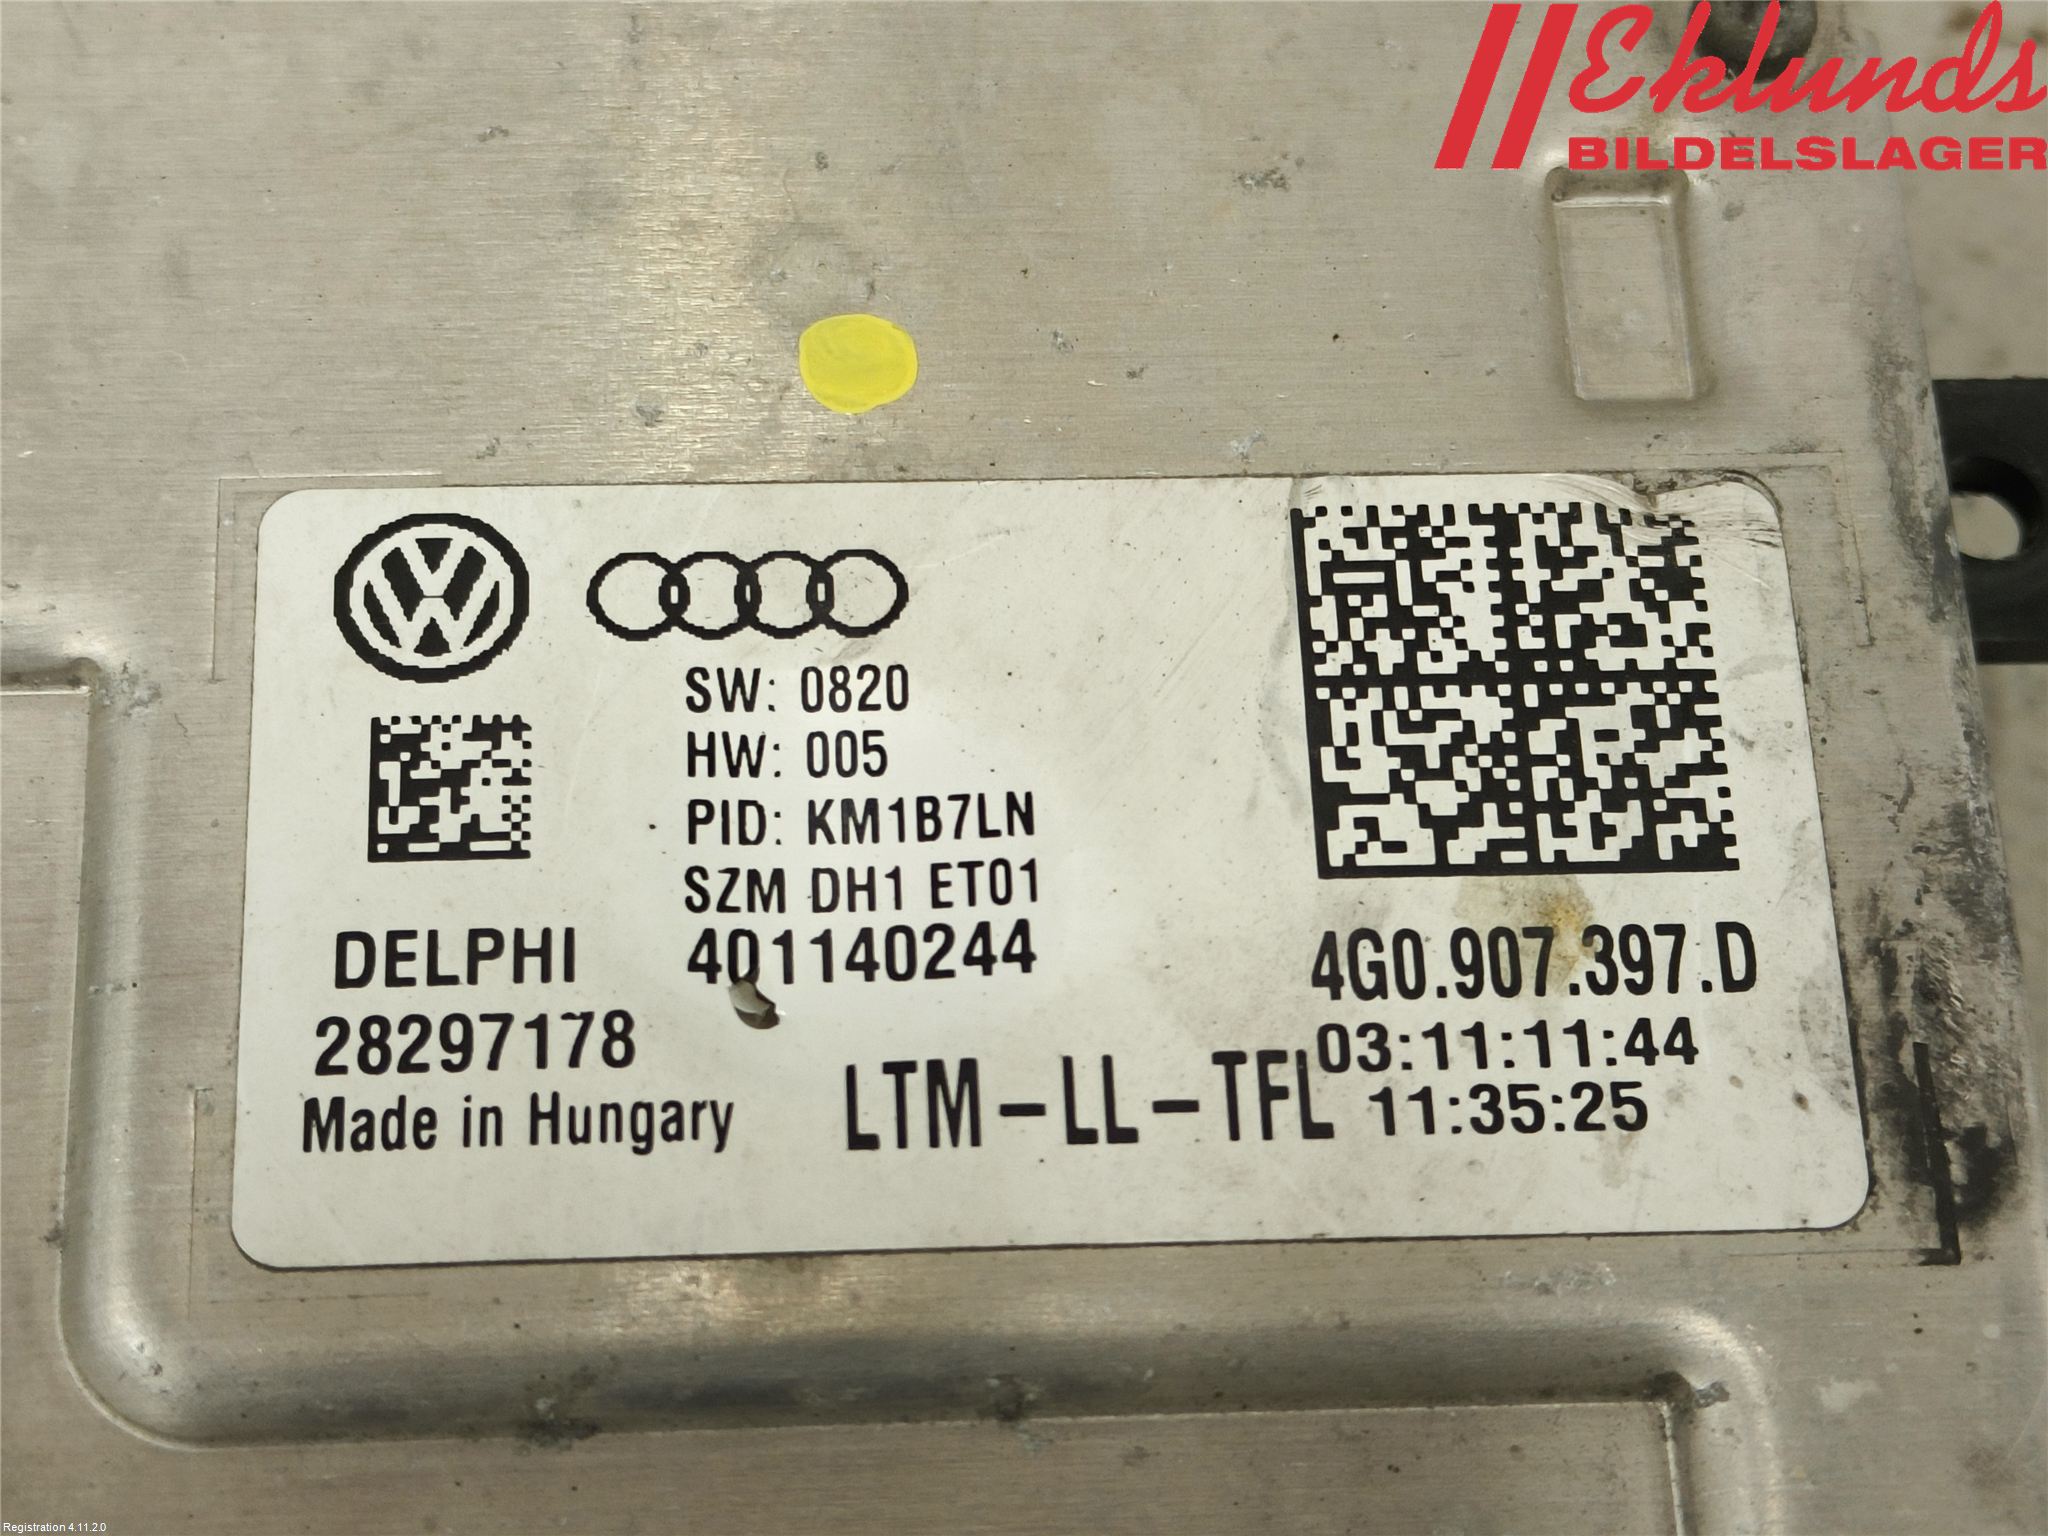 Eklunds
BILDELSLAGER
SW: 0820
HW: 005
PID: KM1B7LN
SZM DH1 ET01
401140244
DELPHI
28297178
Made in Hungary
LTM-LL-TFL
4G0.907.397.D
03:11:11:44
11:35:25
Registration 4.11.2.0